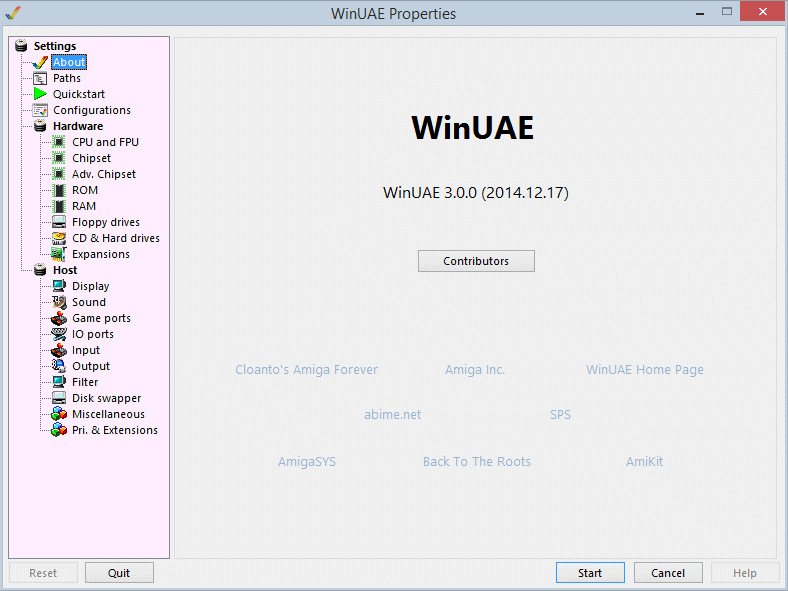 WinUAE Properties
Settings
About
Paths
Quickstart
Configurations
Hardware
CPU and FPU
Chipset
Adv. Chipset
ROM
RAM
Floppy drives
CD & Hard drives
Expansions
Host
Display
Sound
Game ports
IO ports
Input
Output
Filter
Disk swapper
Miscellaneous
Pri. & Extensions
WinUAE
WinUAE 3.0.0 (2014.12.17)
Contributors
Cloanto's Amiga Forever Amiga Inc. WinUAE Home Page
abime.net SPS
AmigaSYS Back To The Roots AmiKit
Reset Quit Start Cancel Help